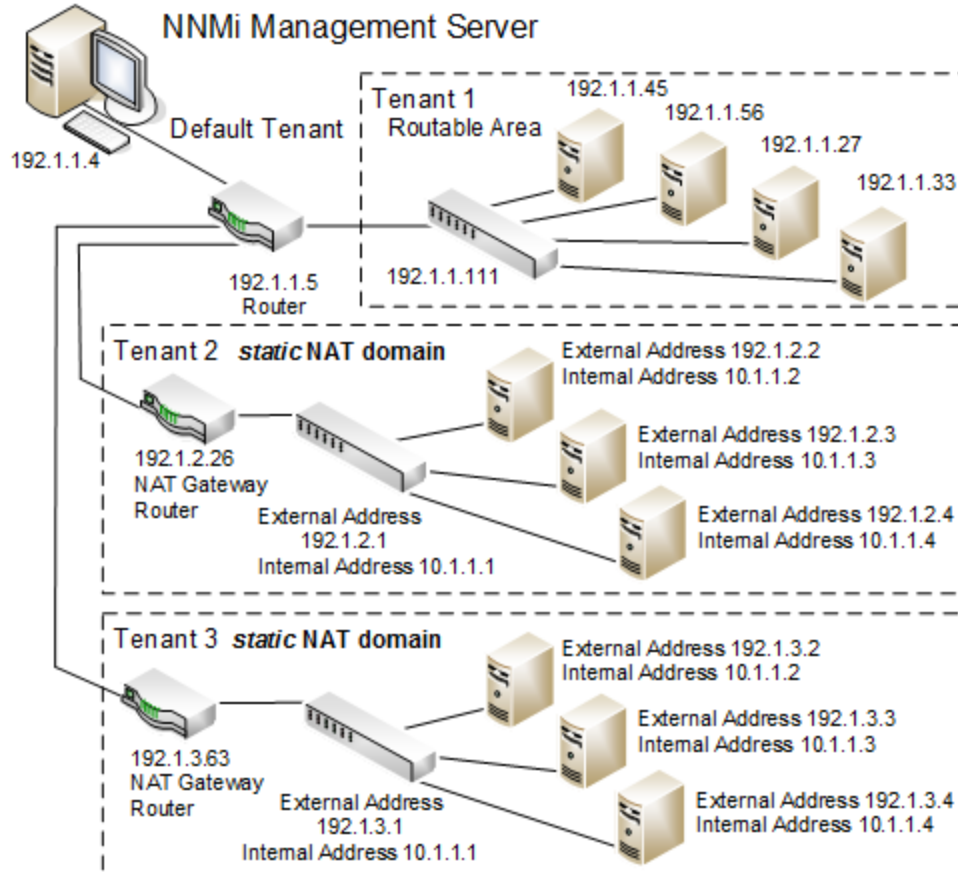 NNMi Management Server
192.1.1.4
Default Tenant
192.1.1.5
Router
Tenant 1
Routable Area
192.1.1.45
192.1.1.56
192.1.1.27
192.1.1.33
192.1.1.111
Tenant 2 static NAT domain
192.1.2.26
NAT Gateway
Router
External Address
192.1.2.1
Internal Address 10.1.1.1
External Address 192.1.2.2
Internal Address 10.1.1.2
External Address 192.1.2.3
Internal Address 10.1.1.3
External Address 192.1.2.4
Internal Address 10.1.1.4
Tenant 3 static NAT domain
192.1.3.63
NAT Gateway
Router
External Address
192.1.3.1
Internal Address 10.1.1.1
External Address 192.1.3.2
Internal Address 10.1.1.2
External Address 192.1.3.3
Internal Address 10.1.1.3
External Address 192.1.3.4
Internal Address 10.1.1.4